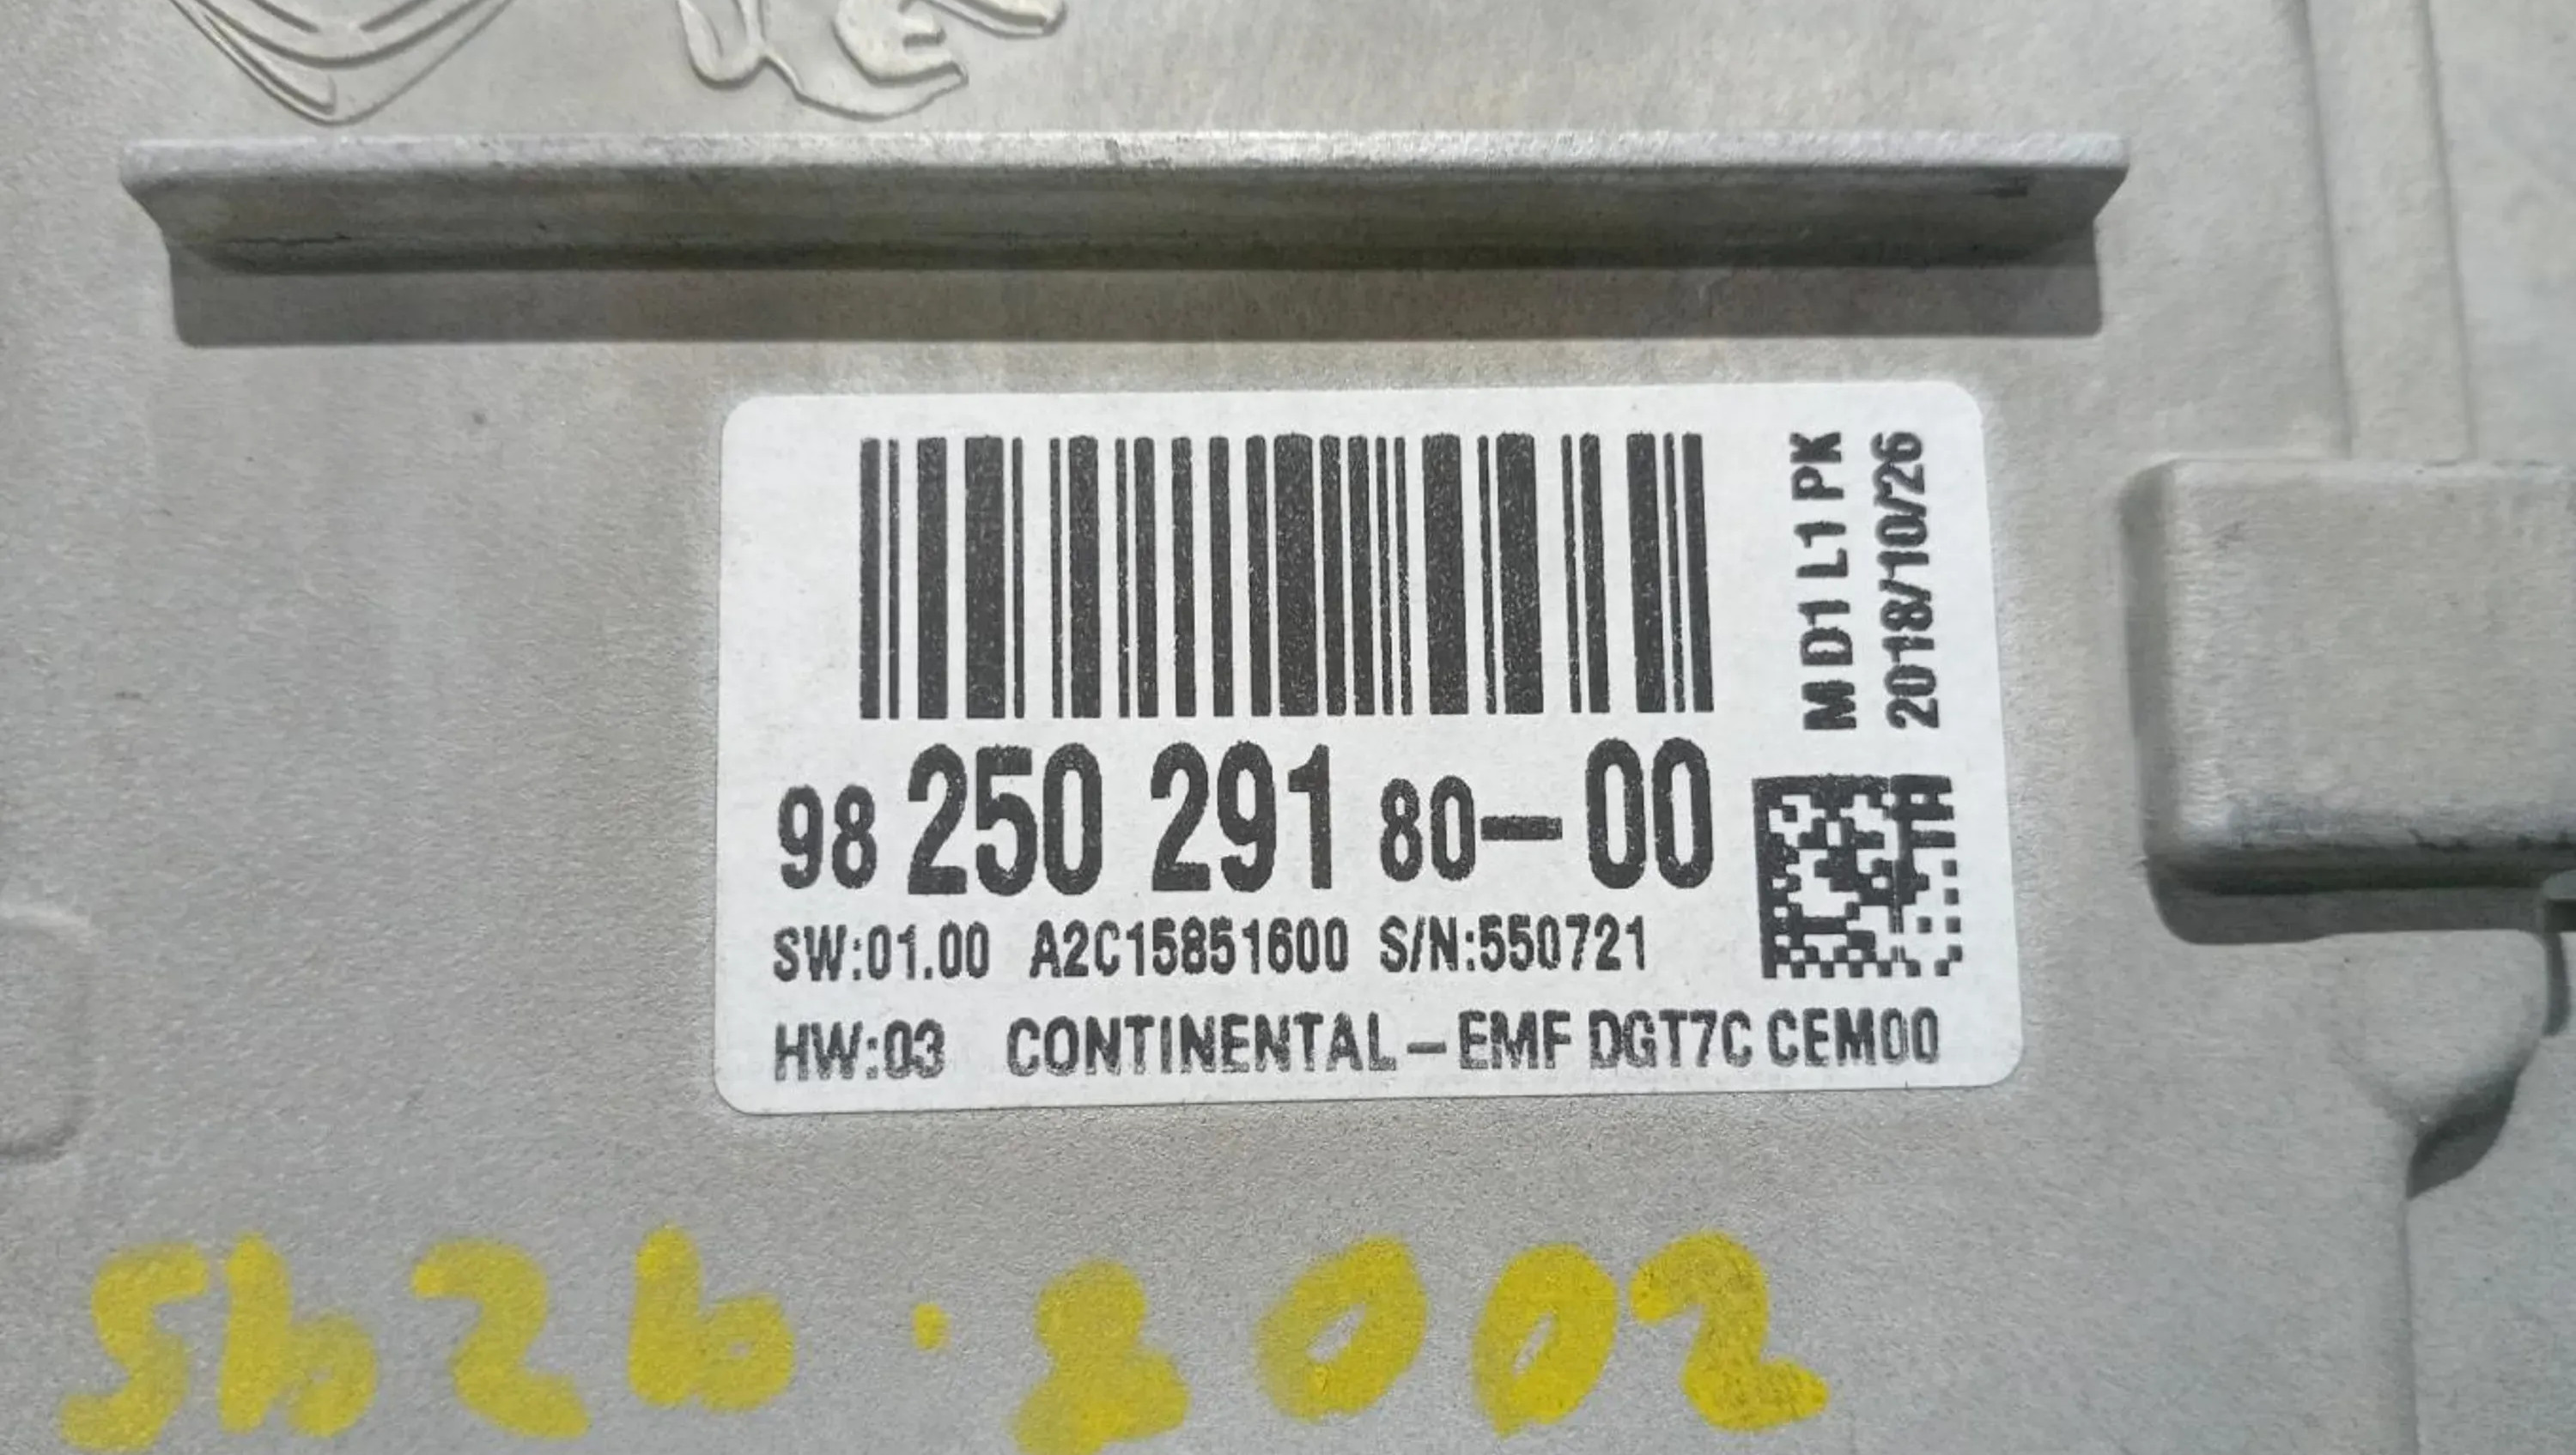 M D1 L1 PK
2018/10/26
98 250 291 80-00
SW:01.00 A2C15851600 S/N:550721
HW:03 CONTINENTAL-EMF DGT7C CEM00
5626.8002